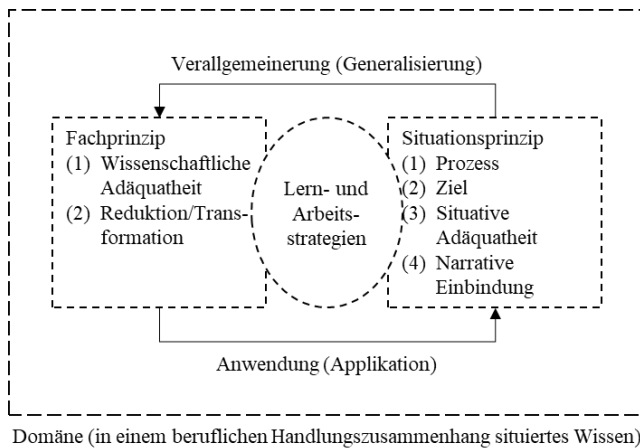 Verallgemeinerung (Generalisierung)
Fachprinzip
(1) Wissenschaftliche
Adäquatheit
(2) Reduktion/Trans-
formation
Lern- und
Arbeits-
strategien
Situationsprinzip
(1) Prozess
(2) Ziel
(3) Situative
Adäquatheit
(4) Narrative
Einbindung
Anwendung (Applikation)
Domäne (in einem beruflichen Handlungszusammenhang situiertes Wissen)